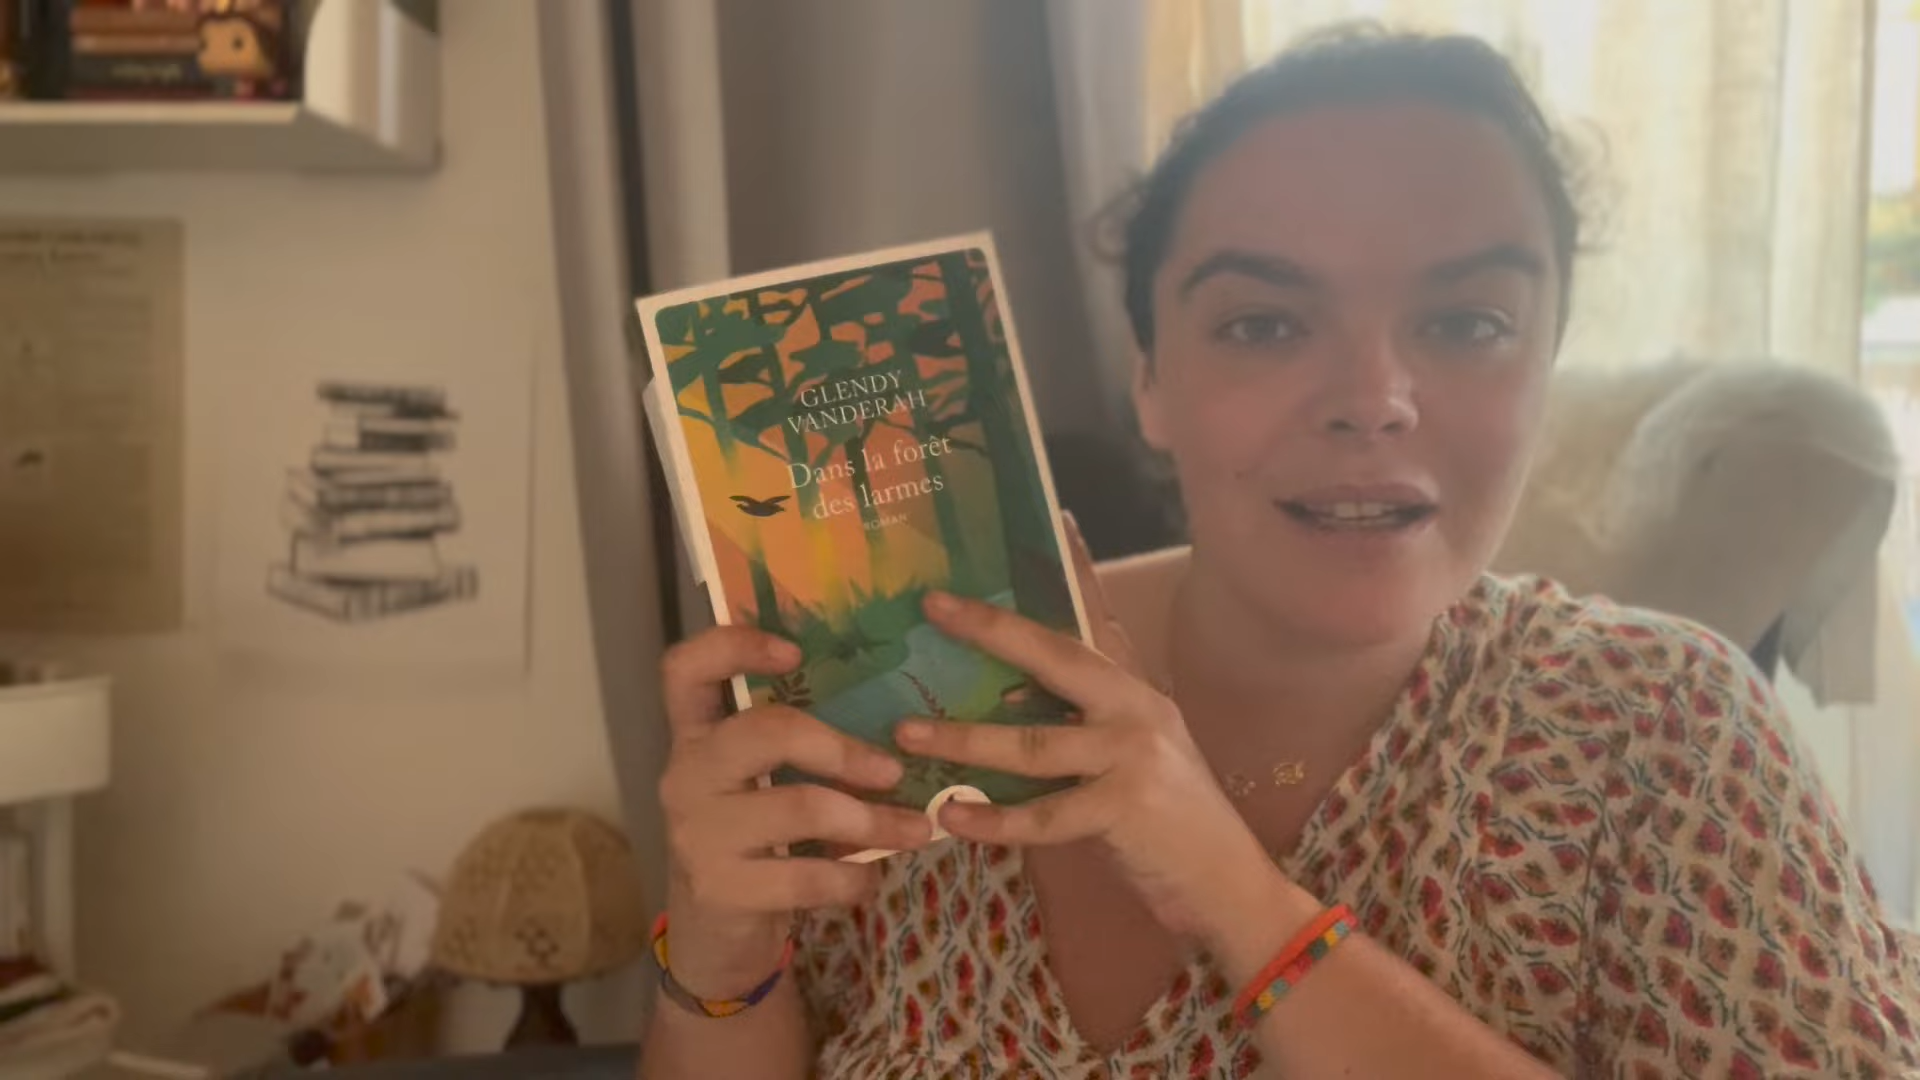 GLENDY
VANDERAH
Dans la forêt
des larmes
ROMAN